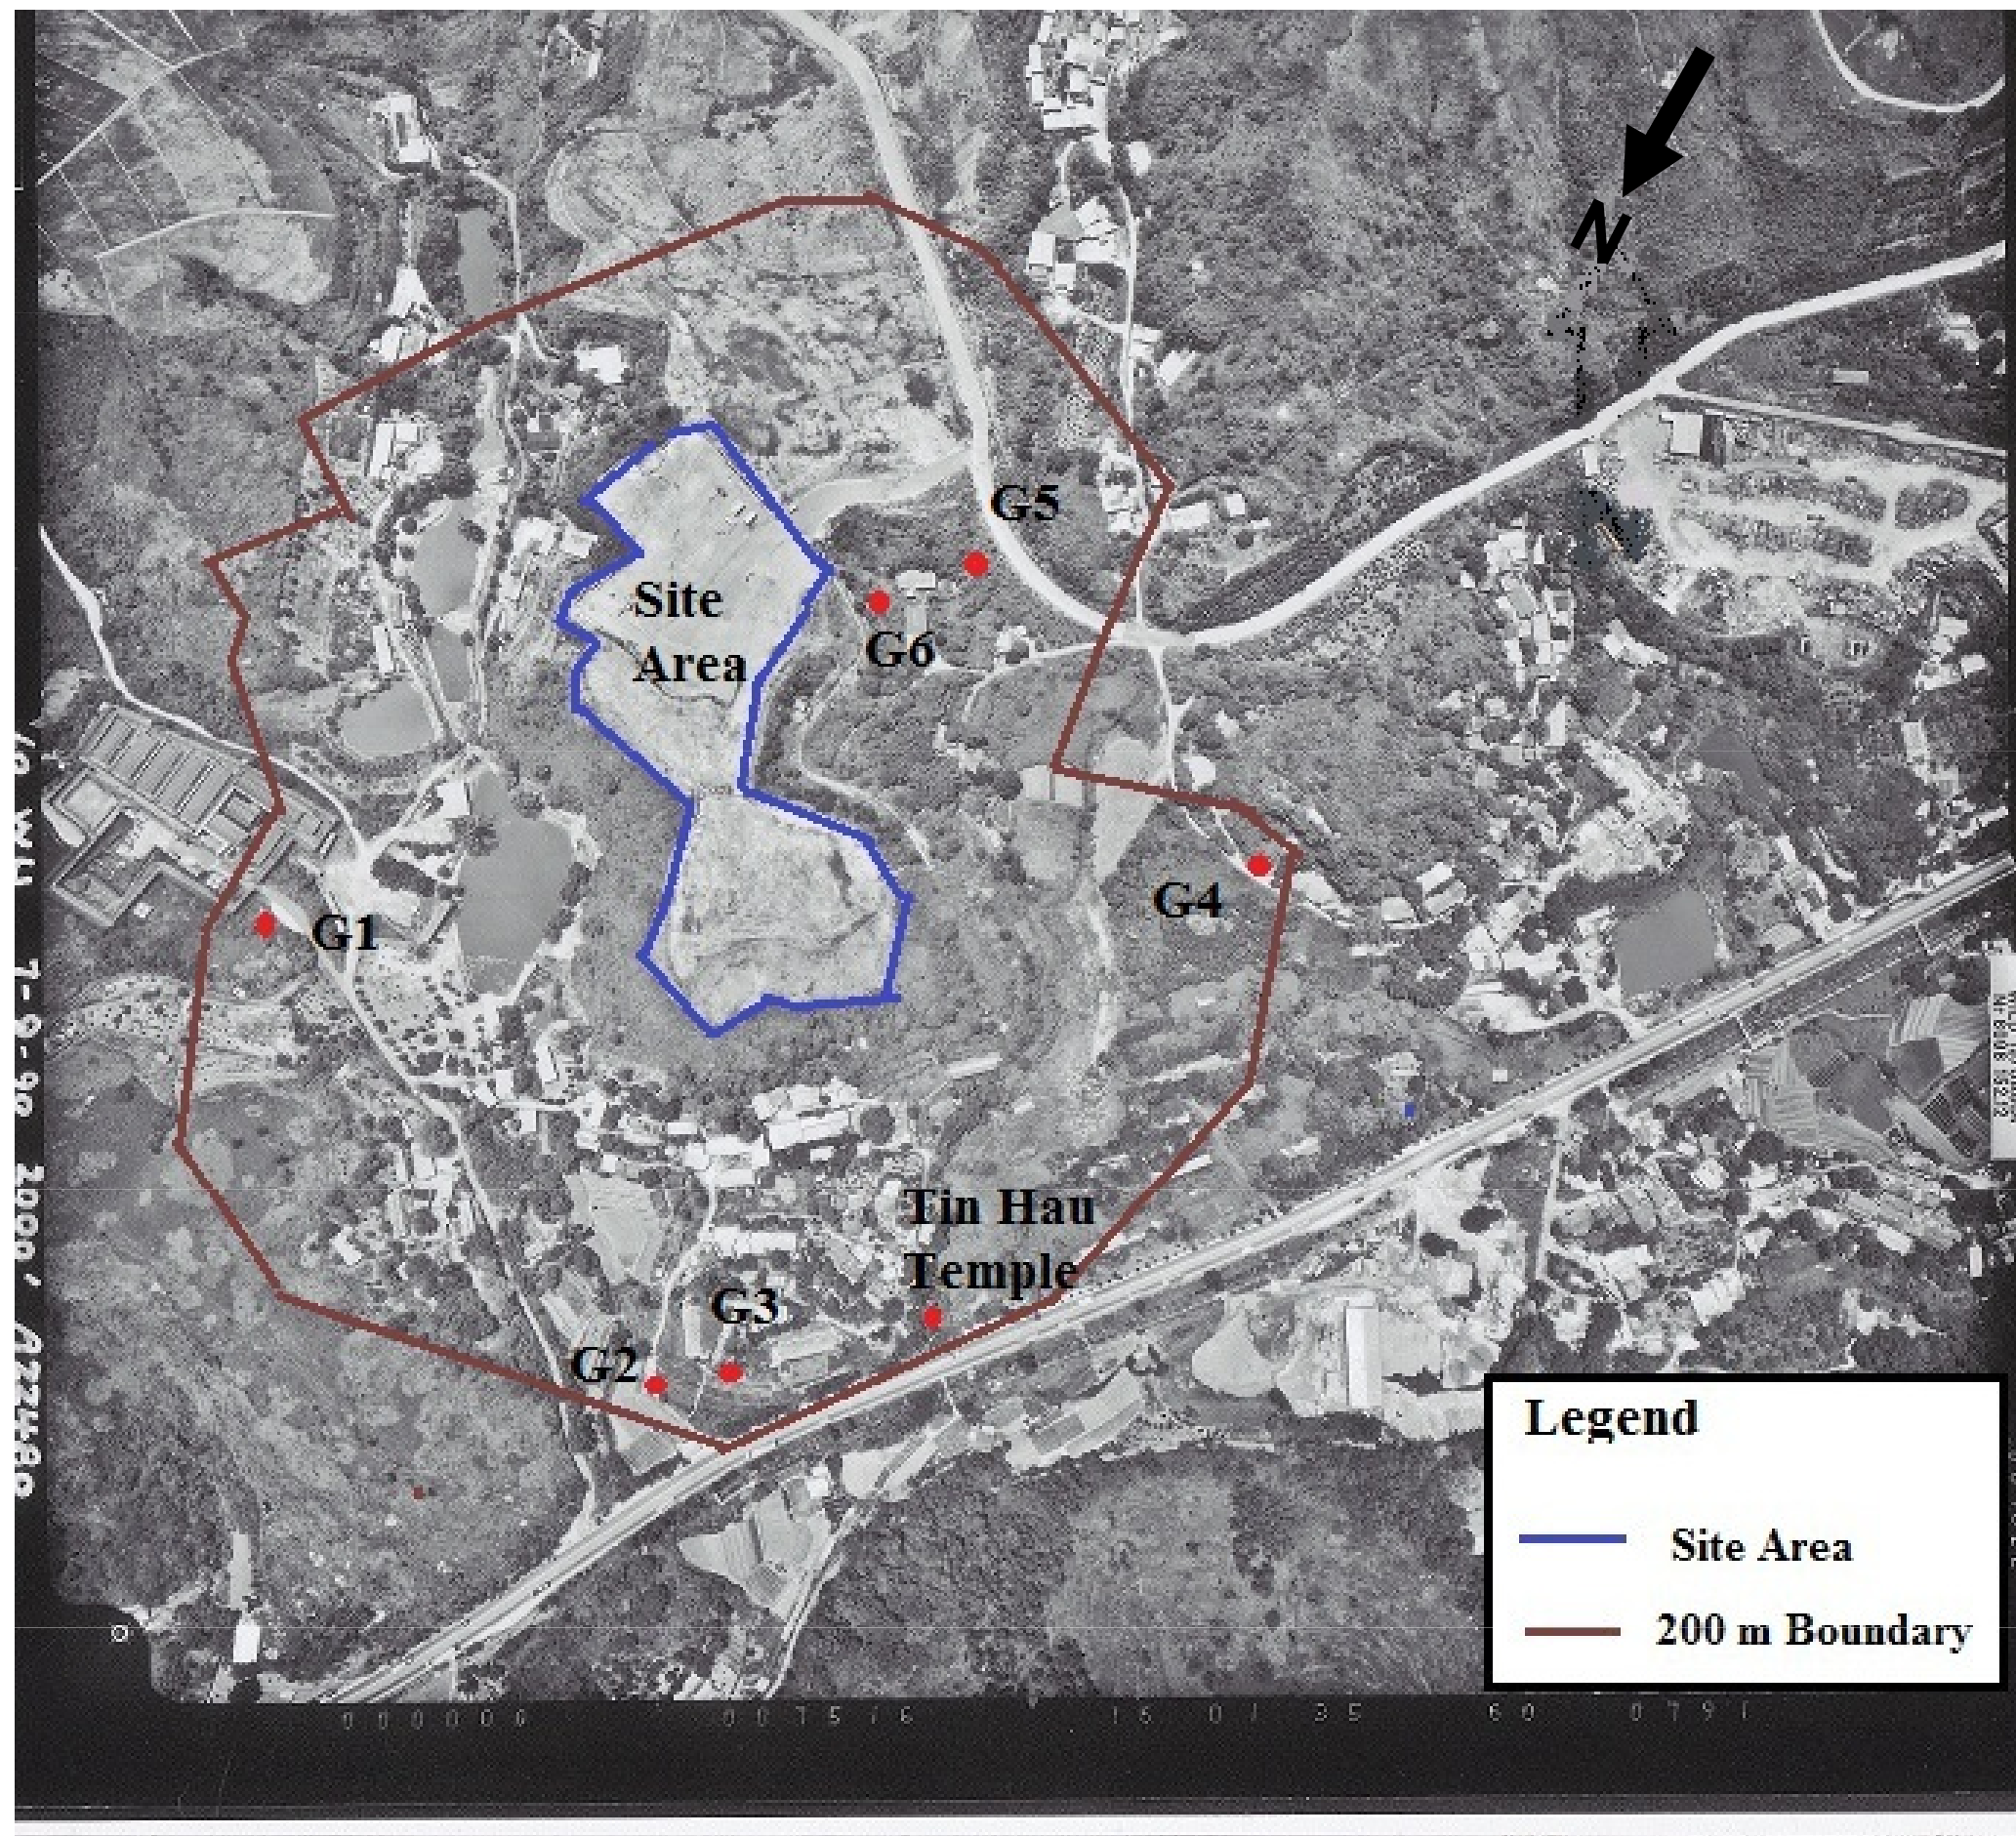 N
G5
Site
Area
G6
G4
G1
Tin Hau
Temple
G3
G2
Legend
Site Area
200 m Boundary